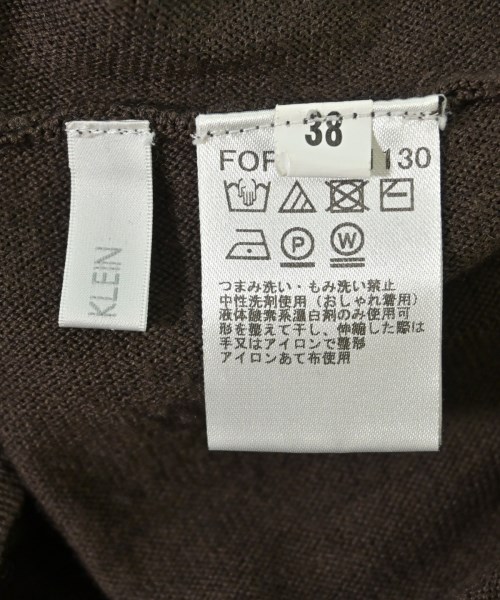 KLEIN
38
FOR 130
P
W
つまみ洗い・もみ洗い禁止
中性洗剤使用（おしゃれ着用）
液体酸素系漂白剤のみ使用可
形を整えて干し、伸縮した際は
手又はアイロンで整形
アイロンあて布使用